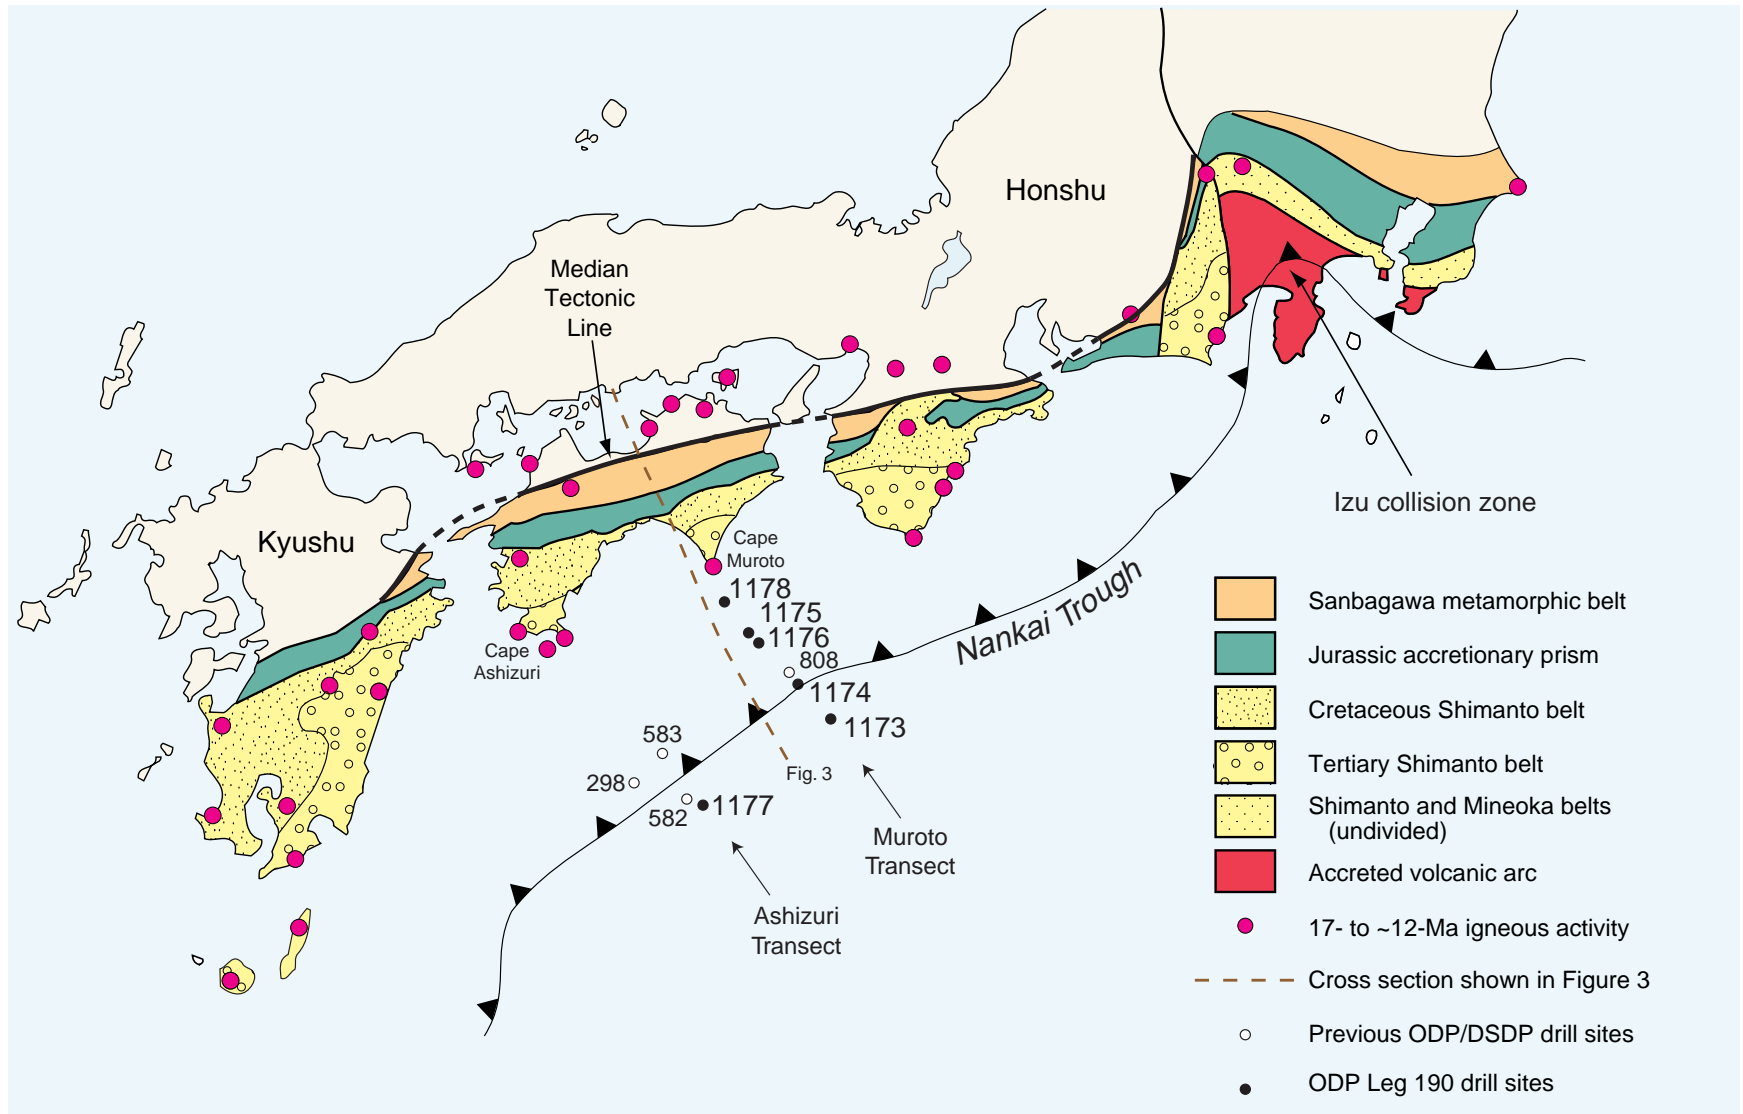 Honshu
Median
Tectonic
Line
Kyushu
Izu collision zone
Cape
Muroto
1178
1175
1176
808
1174
1173
Nankai Trough
Cape
Ashizuri
583
298
582
1177
Fig. 3
Muroto
Transect
Ashizuri
Transect
Sanbagawa metamorphic belt
Jurassic accretionary prism
Cretaceous Shimanto belt
Tertiary Shimanto belt
Shimanto and Mineoka belts
(undivided)
Accreted volcanic arc
17- to ~12-Ma igneous activity
Cross section shown in Figure 3
Previous ODP/DSDP drill sites
ODP Leg 190 drill sites